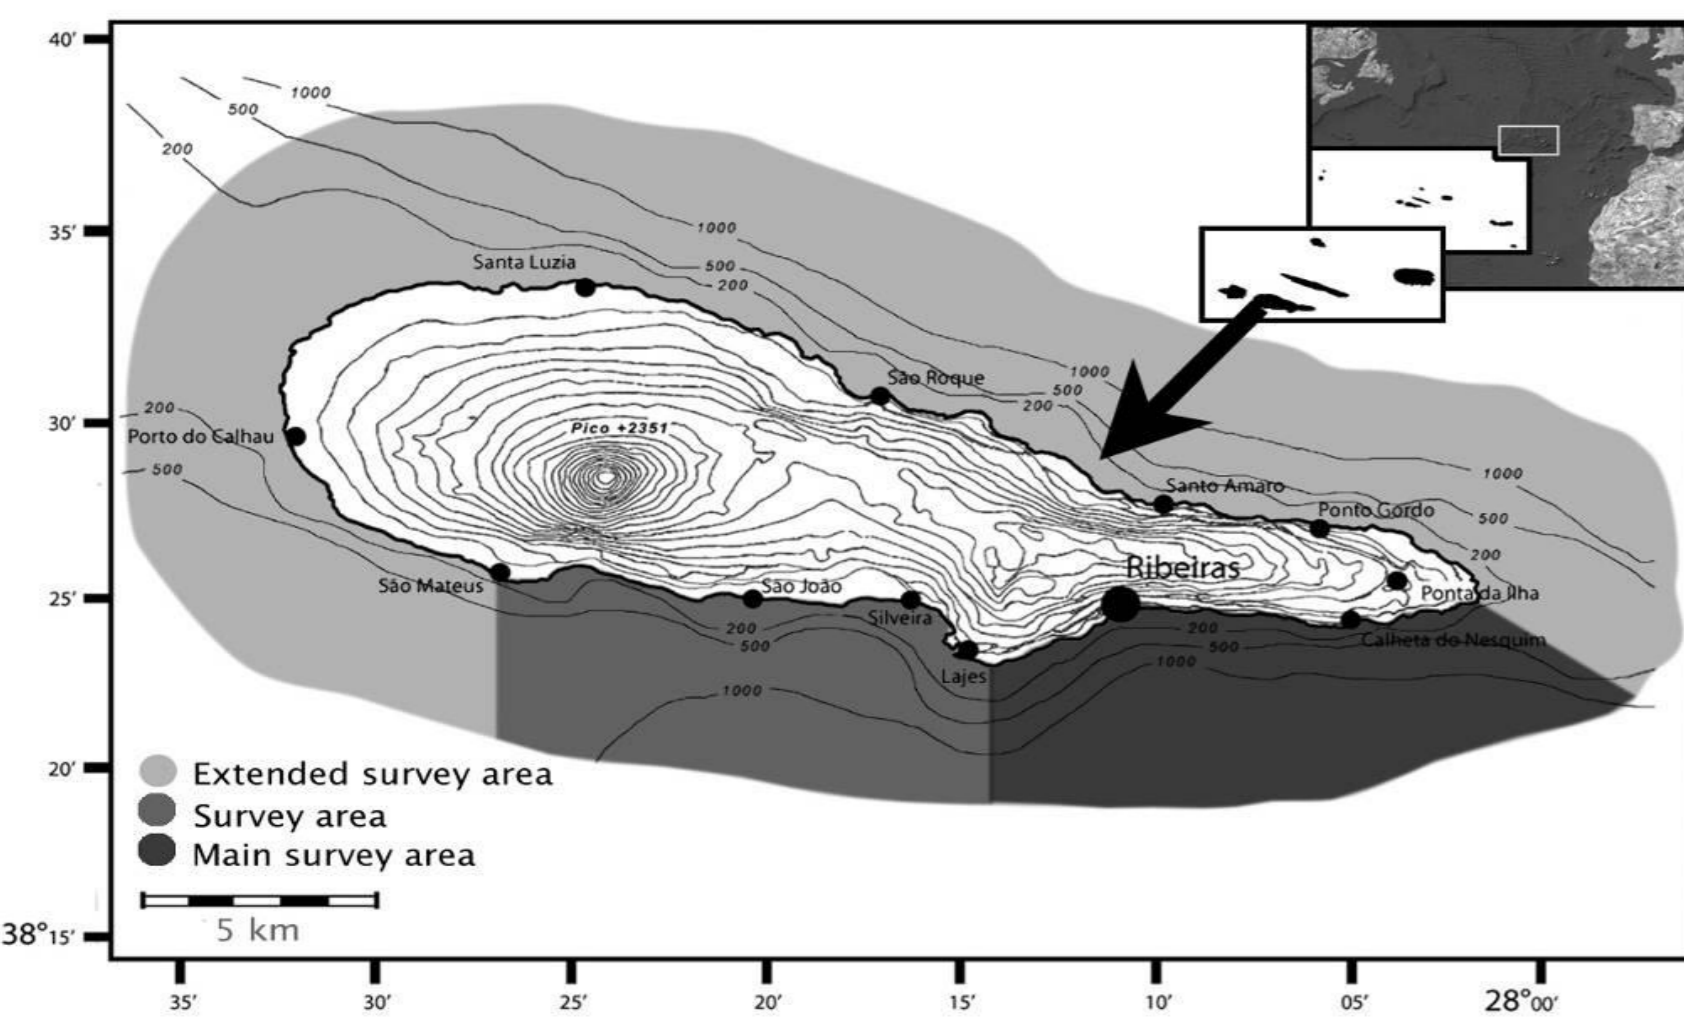 40′
1000
500
200
35′
1000
Santa Luzia
500
200
1000
São Roque
500
200
200
30′
Pico +2351
Porto do Calhau
500
1000
Santo Amaro
Ponto Gordo
500
200
Ribeiras
São Mateus
São João
25′
Ponta da Ilha
Silveira
200
200
Calheta do Nesquim
500
500
1000
Lajes
1000
20′
Extended survey area
Survey area
Main survey area
5 km
38°15′
35′
30′
25′
20′
15′
10′
05′
28°00′